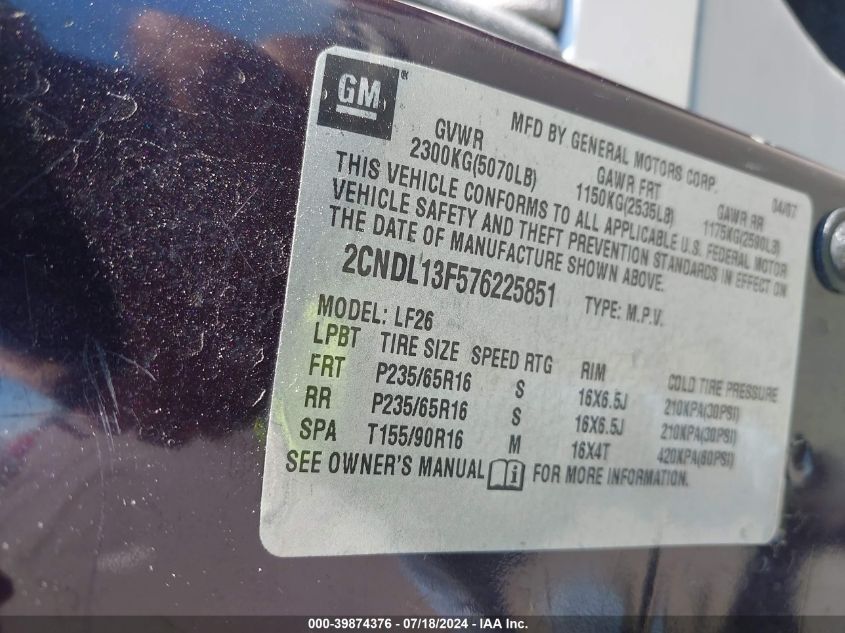 GM®
MFD BY GENERAL MOTORS CORP. 04/07
GVWR GAWR FRT GAWR RR
2300KG(5070LB) 1150KG(2535LB) 1175KG(2590LB)
THIS VEHICLE CONFORMS TO ALL APPLICABLE U.S. FEDERAL MOTOR
VEHICLE SAFETY AND THEFT PREVENTION STANDARDS IN EFFECT ON
THE DATE OF MANUFACTURE SHOWN ABOVE.
2CNDL13F576225851 TYPE: M.P.V.
MODEL: LF26
LPBT TIRE SIZE SPEED RTG RIM COLD TIRE PRESSURE
FRT P235/65R16 S 16X6.5J 210KPA(30PSI)
RR P235/65R16 S 16X6.5J 210KPA(30PSI)
SPA T155/90R16 M 16X4T 420KPA(60PSI)
SEE OWNER'S MANUAL i FOR MORE INFORMATION.
000-39874376 / 07/18/2024 - IAA Inc.